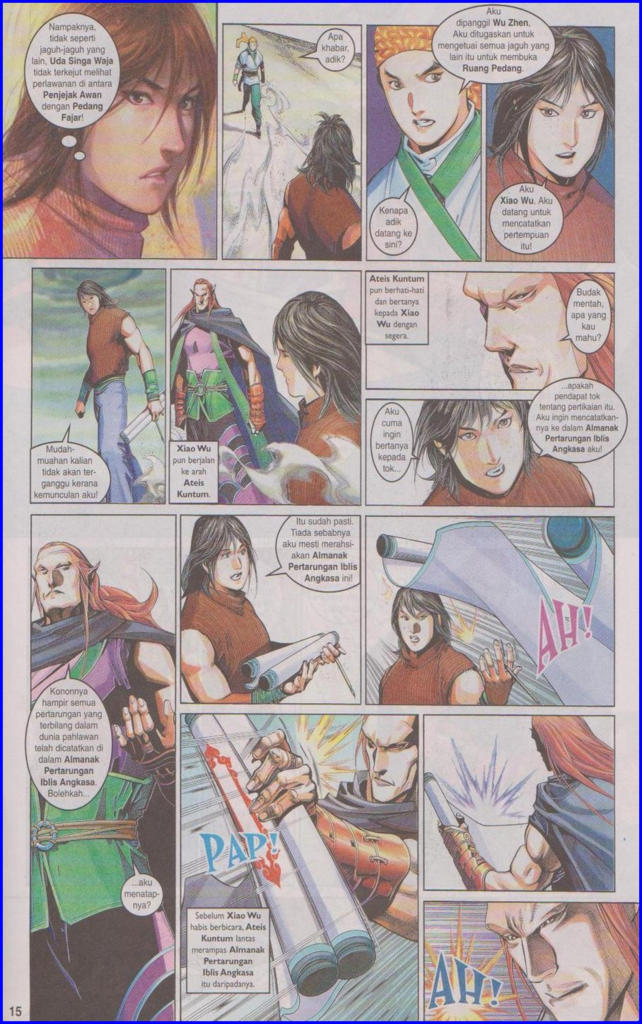 Nampaknya,
tidak seperti
jaguh-jaguh yang
lain, Uda Singa Waja
tidak terkejut melihat
perlawanan di antara
Penjejak Awan
dengan Pedang
Fajar!
Apa
khabar,
adik?
Aku
dipanggil Wu Zhen.
Aku ditugaskan untuk
mengetuai semua jaguh yang
lain itu untuk membuka
Ruang Pedang.
Kenapa
adik
datang ke
sini?
Aku
Xiao Wu. Aku
datang untuk
mencatatkan
pertempuan
itu!
Mudah-
muahan kalian
tidak akan ter-
ganggu kerana
kemunculan aku!
Xiao Wu
pun berjalan
ke arah
Ateis
Kuntum.
Ateis Kuntum
pun berhati-hati
dan bertanya
kepada Xiao
Wu dengan
segera.
Budak
mentah,
apa yang
kau
mahu?
Aku
cuma
ingin
bertanya
kepada
tok...
...apakah
pendapat tok
tentang pertikaian itu?
Aku ingin mencatatkan-
nya ke dalam Almanak
Pertarungan Iblis
Angkasa aku!
Kononnya
hampir semua
pertarungan yang
terbilang dalam
dunia pahlawan
telah dicatatkan di
dalam Almanak
Pertarungan
Iblis Angkasa.
Bolehkah...
...aku
menatap-
nya?
Itu sudah pasti.
Tiada sebabnya
aku mesti merahsi-
akan Almanak
Pertarungan Iblis
Angkasa ini!
AH!
PAP!
Sebelum Xiao Wu
habis berbicara, Ateis
Kuntum lantas
merampas Almanak
Pertarungan
Iblis Angkasa
itu daripadanya.
AH!
15